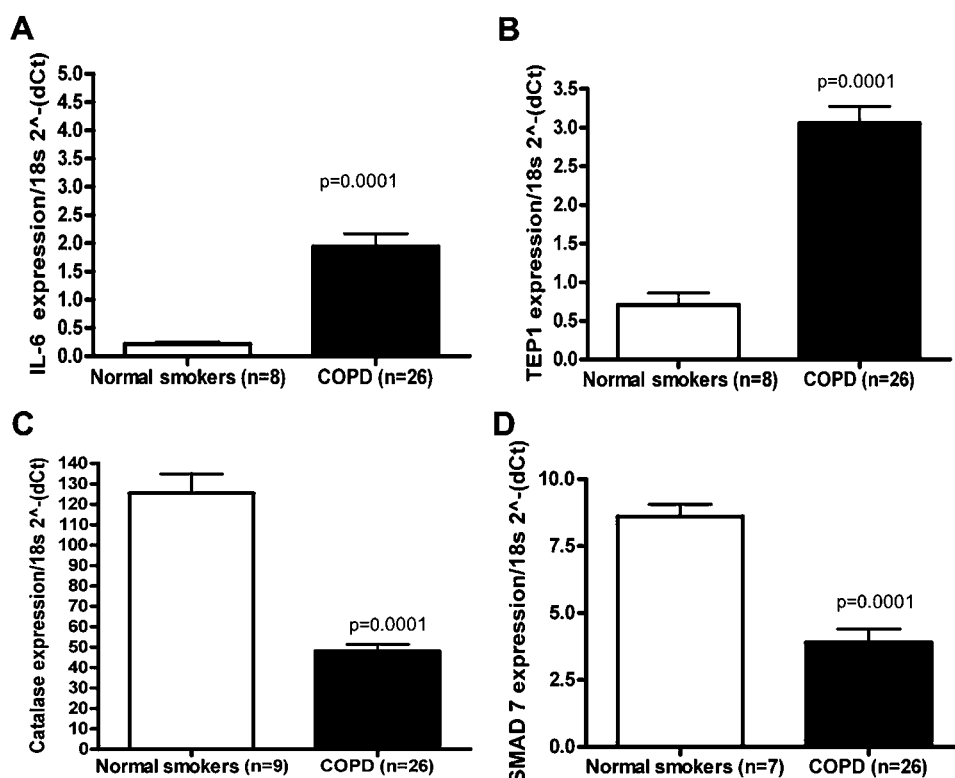 A
IL-6 expression/18s 2^-(dCt)
5.0
4.5
4.0
3.5
3.0
2.5
2.0
1.5
1.0
0.5
0.0
p=0.0001
Normal smokers (n=8)
COPD (n=26)
B
TEP1 expression/18s 2^-(dCt)
3.5
3.0
2.5
2.0
1.5
1.0
0.5
0.0
p=0.0001
Normal smokers (n=8)
COPD (n=26)
C
Catalase expression/18s 2^-(dCt)
140
130
120
110
100
90
80
70
60
50
40
30
20
10
0
p=0.0001
Normal smokers (n=9)
COPD (n=26)
D
SMAD 7 expression/18s 2^-(dCt)
10.0
7.5
5.0
2.5
0.0
p=0.0001
Normal smokers (n=7)
COPD (n=26)